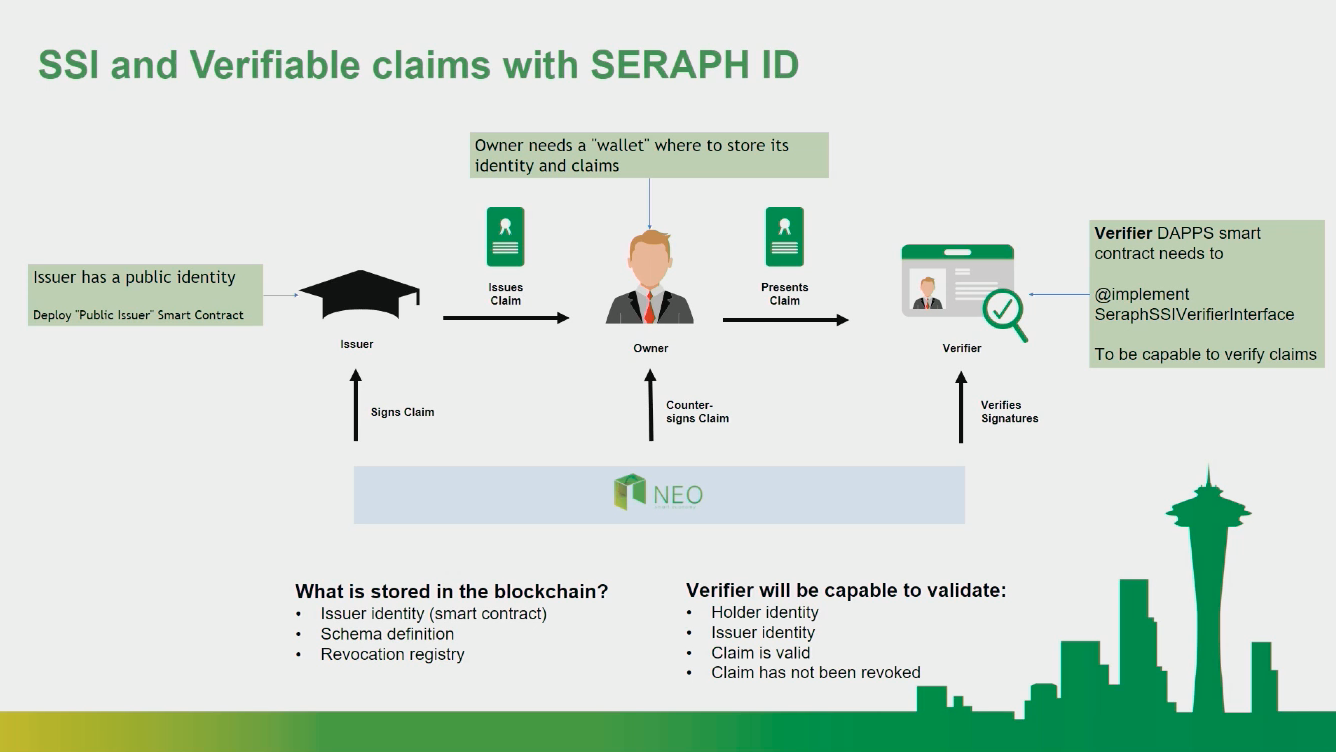 SSI and Verifiable claims with SERAPH ID
Owner needs a "wallet" where to store its
identity and claims
Issuer has a public identity
Deploy "Public Issuer" Smart Contract
Issues
Claim
Presents
Claim
Verifier DAPPS smart
contract needs to
@implement
SeraphSSIVerifierInterface
To be capable to verify claims
Issuer
Owner
Verifier
Signs Claim
Counter-
signs Claim
Verifies
Signatures
NEO
What is stored in the blockchain?
• Issuer identity (smart contract)
• Schema definition
• Revocation registry
Verifier will be capable to validate:
• Holder identity
• Issuer identity
• Claim is valid
• Claim has not been revoked